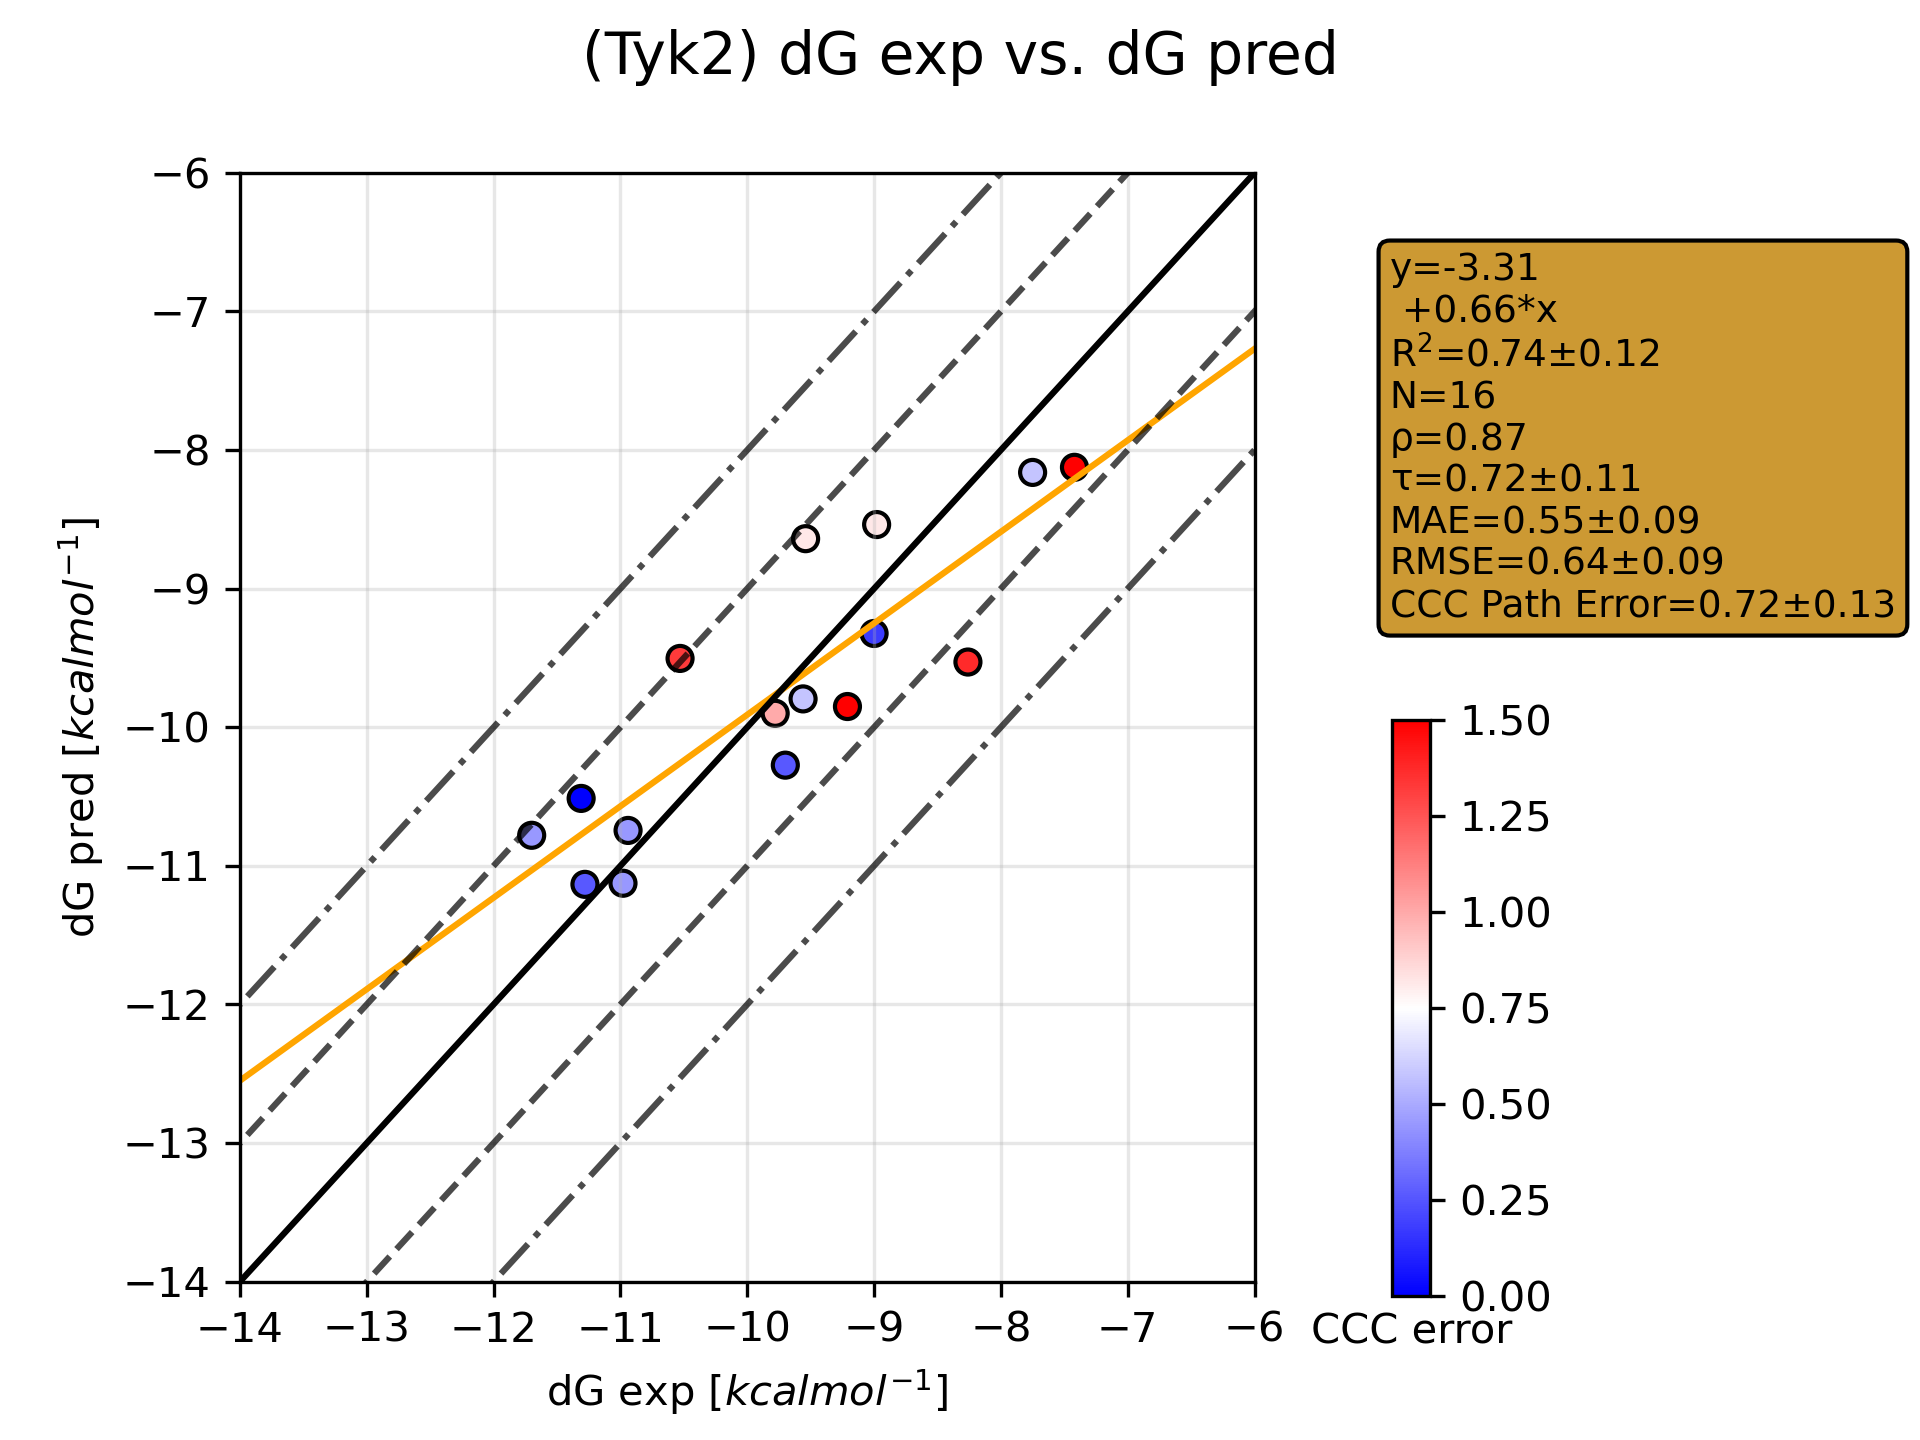 (Tyk2) dG exp vs. dG pred
−6
−7
−8
−9
−10
−11
−12
−13
−14
dG pred [kcalmol⁻¹]
−14 −13 −12 −11 −10 −9 −8 −7 −6
dG exp [kcalmol⁻¹]
y=-3.31
+0.66*x
R²=0.74±0.12
N=16
ρ=0.87
τ=0.72±0.11
MAE=0.55±0.09
RMSE=0.64±0.09
CCC Path Error=0.72±0.13
1.50
1.25
1.00
0.75
0.50
0.25
0.00
CCC error